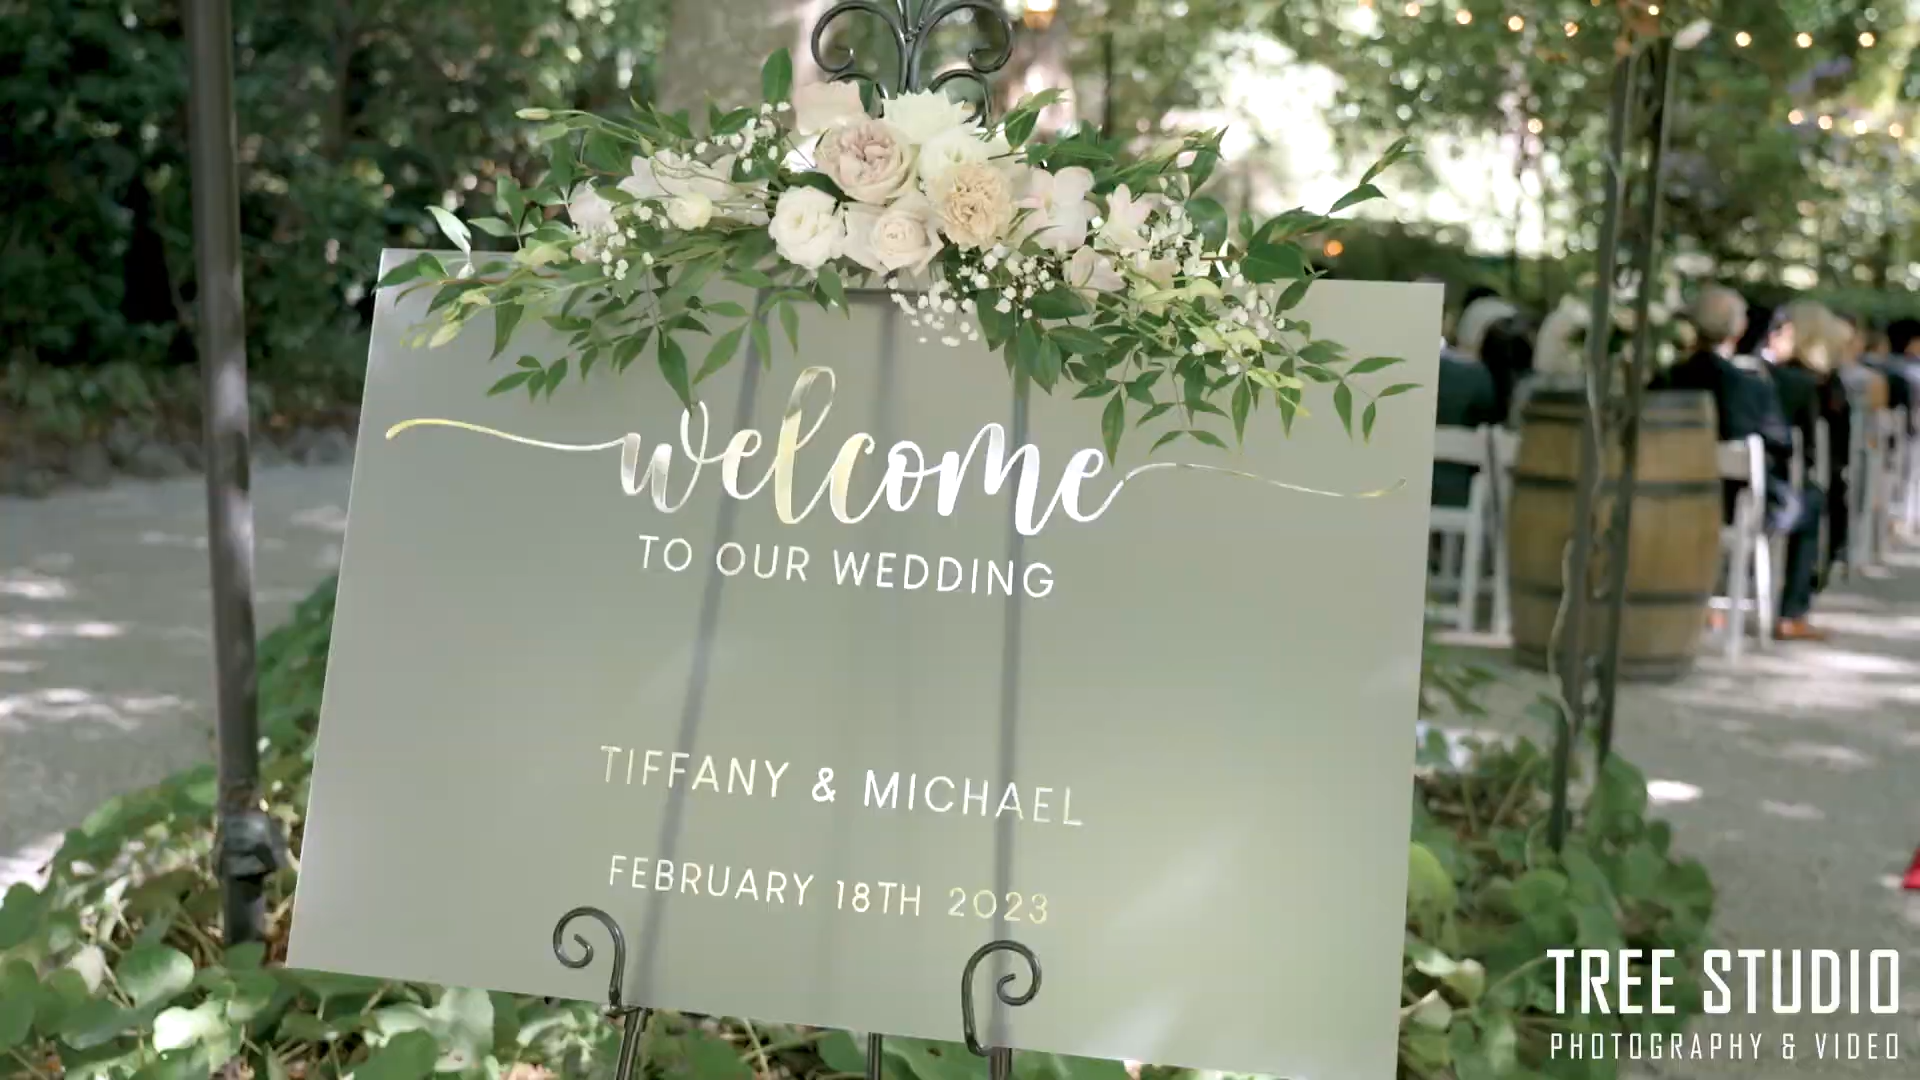 welcome
TO OUR WEDDING
TIFFANY & MICHAEL
FEBRUARY 18TH 2023
TREE STUDIO
PHOTOGRAPHY & VIDEO